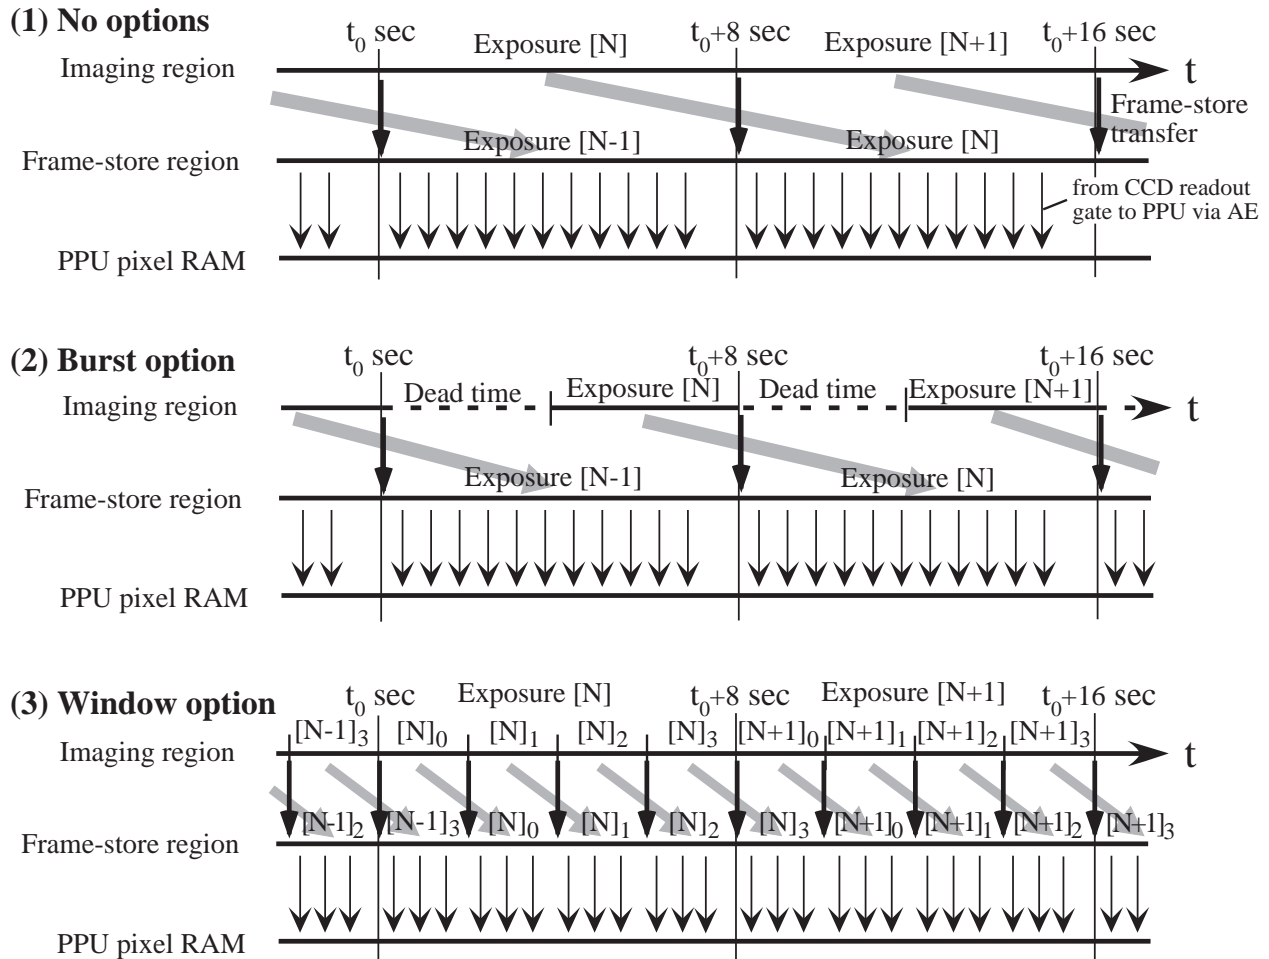 (1) No options
t0 sec
Exposure [N]
t0+8 sec
Exposure [N+1]
t0+16 sec
Imaging region
t
Frame-store
transfer
Exposure [N-1]
Exposure [N]
Frame-store region
from CCD readout
gate to PPU via AE
PPU pixel RAM
(2) Burst option
t0 sec
t0+8 sec
t0+16 sec
Imaging region
Dead time
Exposure [N]
Dead time
Exposure [N+1]
t
Exposure [N-1]
Exposure [N]
Frame-store region
PPU pixel RAM
(3) Window option
t0 sec
Exposure [N]
t0+8 sec
Exposure [N+1]
t0+16 sec
[N-1]3 [N]0 [N]1 [N]2 [N]3 [N+1]0 [N+1]1 [N+1]2 [N+1]3
Imaging region
t
[N-1]2 [N-1]3 [N]0 [N]1 [N]2 [N]3 [N+1]0 [N+1]1 [N+1]2 [N+1]3
Frame-store region
PPU pixel RAM